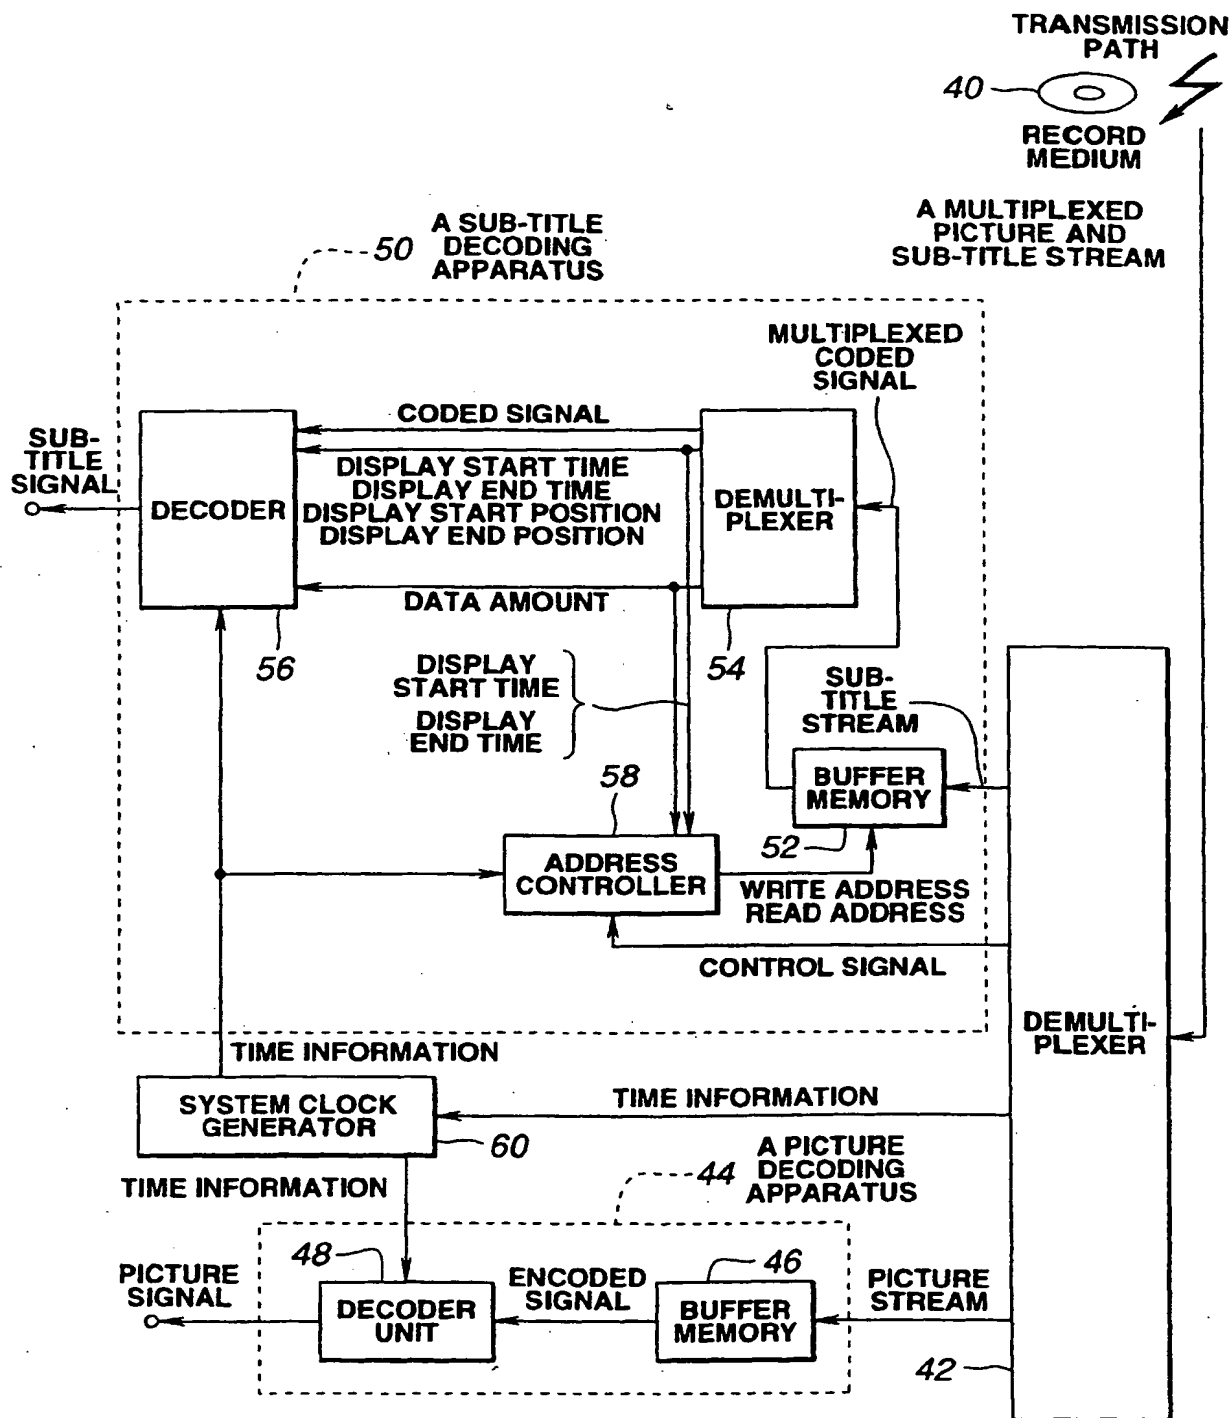 TRANSMISSION
PATH
40
RECORD
MEDIUM
A MULTIPLEXED
PICTURE AND
SUB-TITLE STREAM
50
A SUB-TITLE
DECODING
APPARATUS
MULTIPLEXED
CODED
SIGNAL
CODED SIGNAL
SUB-
TITLE
SIGNAL
DISPLAY START TIME
DISPLAY END TIME
DISPLAY START POSITION
DISPLAY END POSITION
DECODER
DEMULTI-
PLEXER
DATA AMOUNT
56
54
DISPLAY
START TIME
DISPLAY
END TIME
SUB-
TITLE
STREAM
58
BUFFER
MEMORY
52
ADDRESS
CONTROLLER
WRITE ADDRESS
READ ADDRESS
CONTROL SIGNAL
DEMULTI-
PLEXER
TIME INFORMATION
SYSTEM CLOCK
GENERATOR
60
TIME INFORMATION
TIME INFORMATION
44
A PICTURE
DECODING
APPARATUS
48
46
PICTURE
SIGNAL
DECODER
UNIT
ENCODED
SIGNAL
BUFFER
MEMORY
PICTURE
STREAM
42